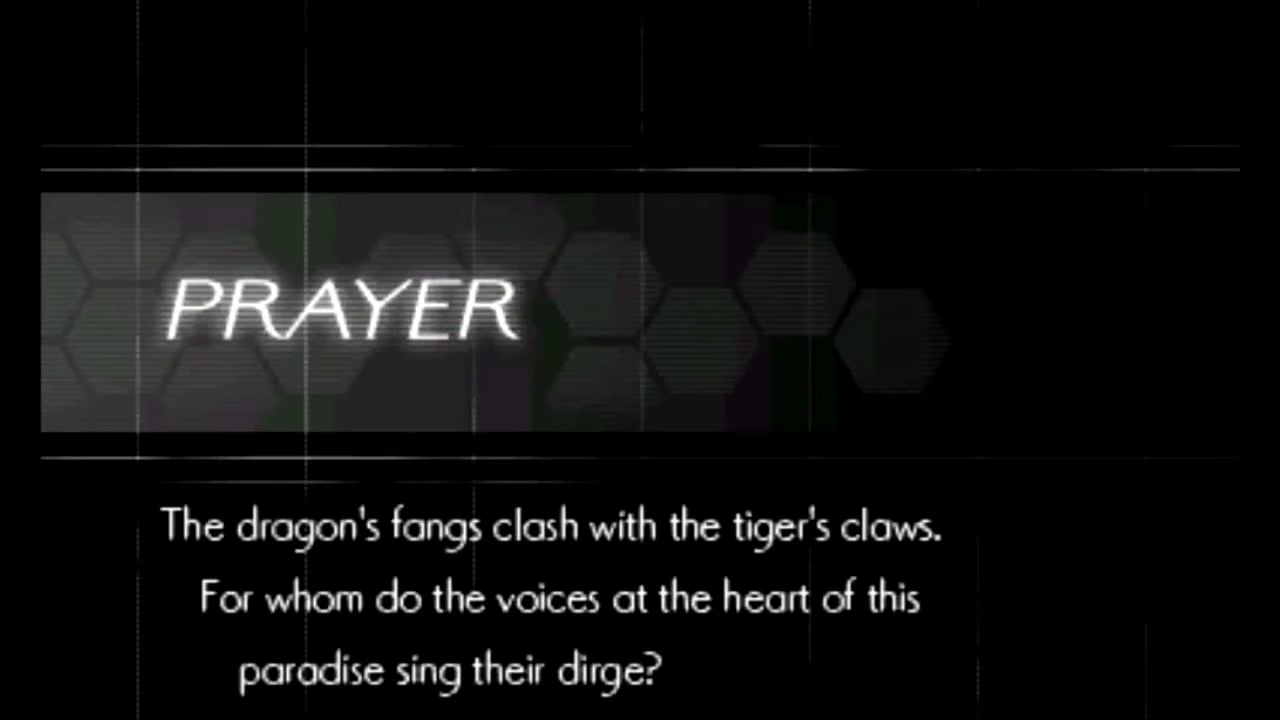 PRAYER
The dragon's fangs clash with the tiger's claws.
For whom do the voices at the heart of this
paradise sing their dirge?